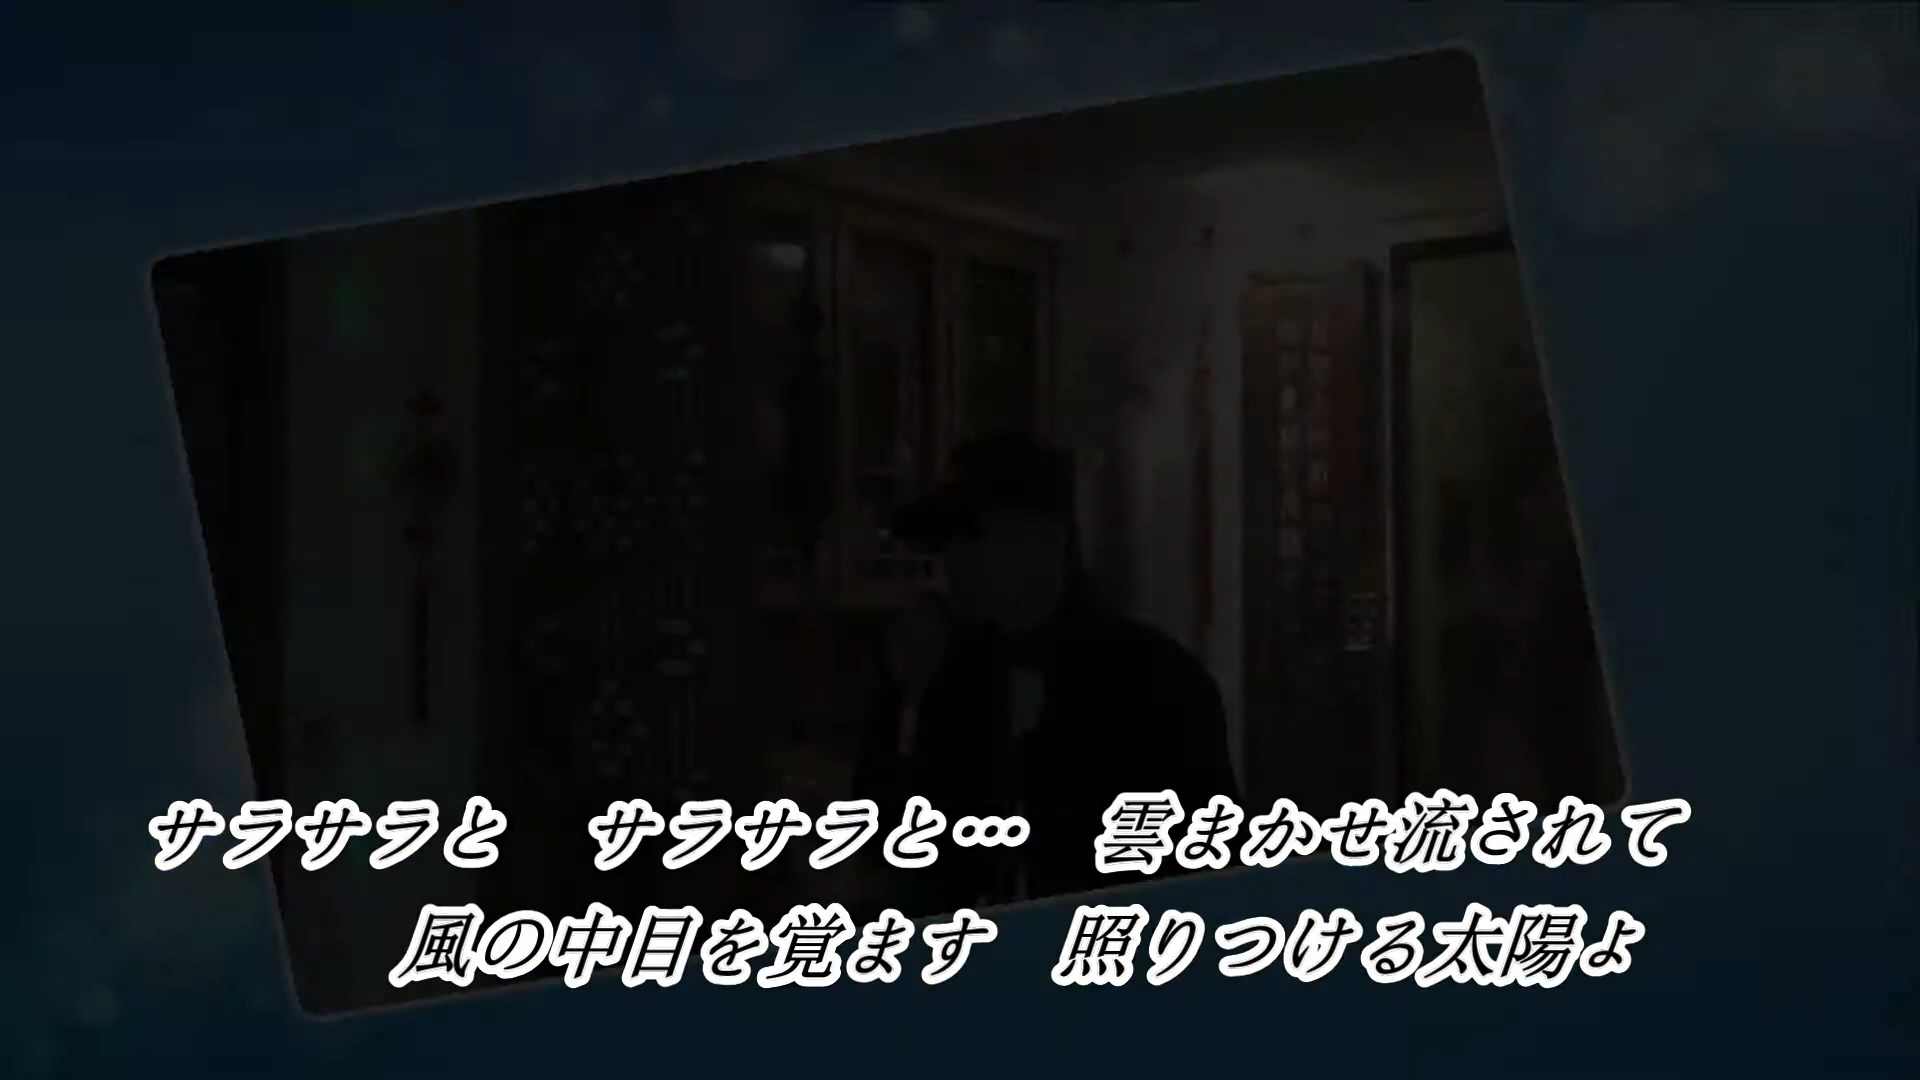 サラサラと　サラサラと…　雲まかせ流されて
風の中目を覚ます　照りつける太陽ょ